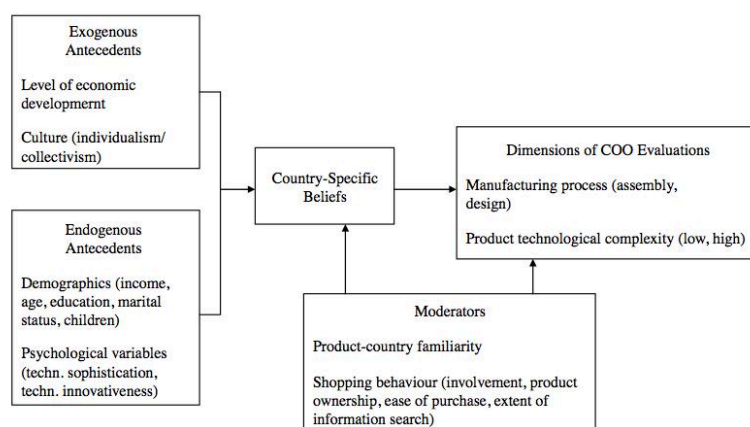 Exogenous
Antecedents
Level of economic
developmernt
Culture (individualism/
collectivism)
Endogenous
Antecedents
Demographics (income,
age, education, marital
status, children)
Psychological variables
(techn. sophistication,
techn. innovativeness)
Country-Specific
Beliefs
Dimensions of COO Evaluations
Manufacturing process (assembly,
design)
Product technological complexity (low, high)
Moderators
Product-country familiarity
Shopping behaviour (involvement, product
ownership, ease of purchase, extent of
information search)